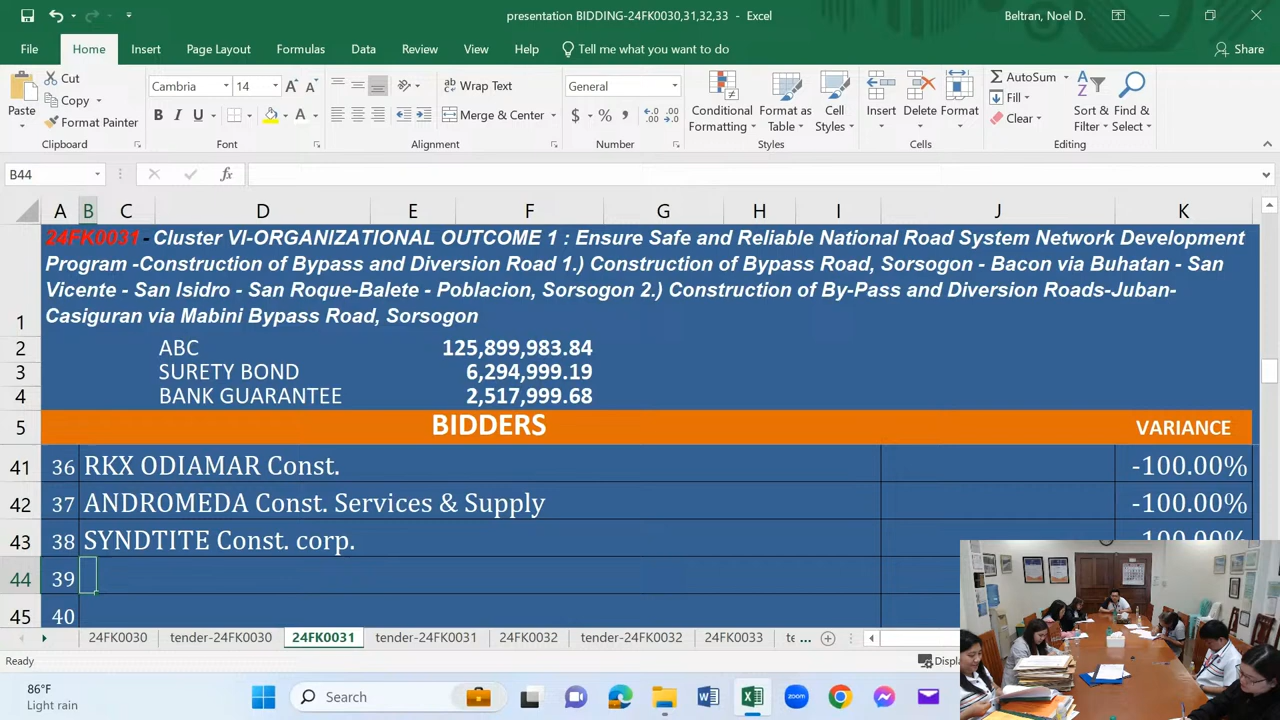 presentation BIDDING-24FK0030,31,32,33 - Excel
Beltran, Noel D.
File Home Insert Page Layout Formulas Data Review View Help Tell me what you want to do Share
Paste
Cut
Copy
Format Painter
Clipboard
Cambria 14
B I U
Font
Wrap Text
Merge & Center
Alignment
General
$ % ,
Number
Conditional Formatting
Format as Table
Cell Styles
Styles
Insert Delete Format
Cells
AutoSum
Fill
Clear
Sort & Filter
Find & Select
Editing
B44 fx
A B C D E F G H I J K
1 24FK0031- Cluster VI-ORGANIZATIONAL OUTCOME 1 : Ensure Safe and Reliable National Road System Network Development
Program -Construction of Bypass and Diversion Road 1.) Construction of Bypass Road, Sorsogon - Bacon via Buhatan - San
Vicente - San Isidro - San Roque-Balete - Poblacion, Sorsogon 2.) Construction of By-Pass and Diversion Roads-Juban-
Casiguran via Mabini Bypass Road, Sorsogon
2 ABC 125,899,983.84
3 SURETY BOND 6,294,999.19
4 BANK GUARANTEE 2,517,999.68
5 BIDDERS VARIANCE
41 36 RKX ODIAMAR Const. -100.00%
42 37 ANDROMEDA Const. Services & Supply -100.00%
43 38 SYNDTITE Const. corp. -100.00%
44 39
45 40
24FK0030 tender-24FK0030 24FK0031 tender-24FK0031 24FK0032 tender-24FK0032 24FK0033 te ...
Ready
86°F
Light rain
Search
zoom